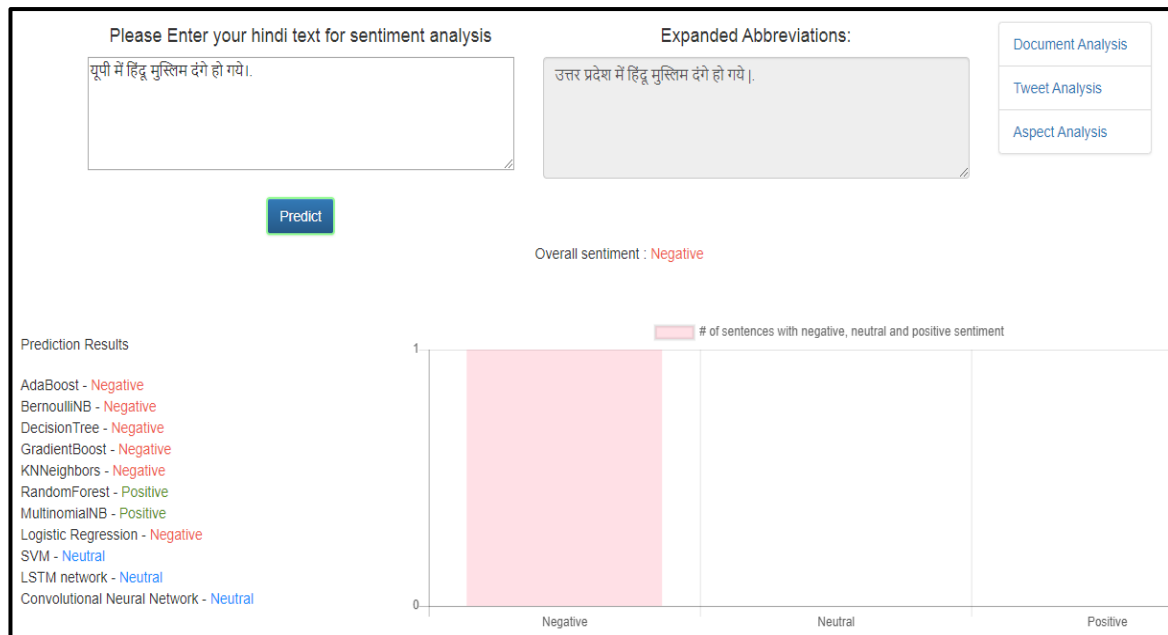 Please Enter your hindi text for sentiment analysis
यूपी में हिंदू मुस्लिम दंगे हो गये।.
Predict
Expanded Abbreviations:
उत्तर प्रदेश में हिंदू मुस्लिम दंगे हो गये |.
Document Analysis
Tweet Analysis
Aspect Analysis
Overall sentiment : Negative
Prediction Results
AdaBoost - Negative
BernoulliNB - Negative
DecisionTree - Negative
GradientBoost - Negative
KNNeighbors - Negative
RandomForest - Positive
MultinomialNB - Positive
Logistic Regression - Negative
SVM - Neutral
LSTM network - Neutral
Convolutional Neural Network - Neutral
# of sentences with negative, neutral and positive sentiment
1
0
Negative
Neutral
Positive